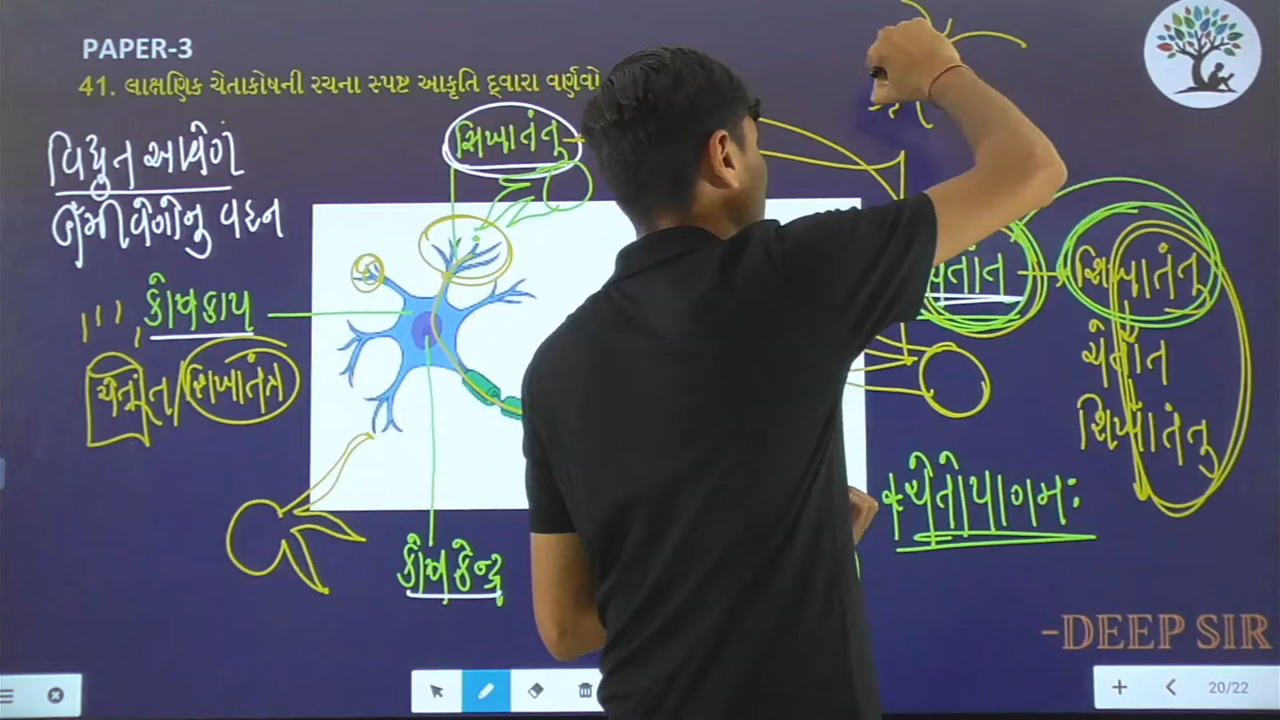 PAPER-3
41. લાક્ષણિક ચેતાકોષની રચના સ્પષ્ટ આકૃતિ દ્વારા વર્ણવો
વિદ્યુત આવેગ
ઊર્મીવેગોનુ વહન
શિખાતંતુ
કોષકાય
શિખાતંત્ર
કોષકેન્દ્ર
શિખાતંતુ
ચેતાંત
શિખાતંતુ
*ચેતોપાગમ:
-DEEP SIR
20/22